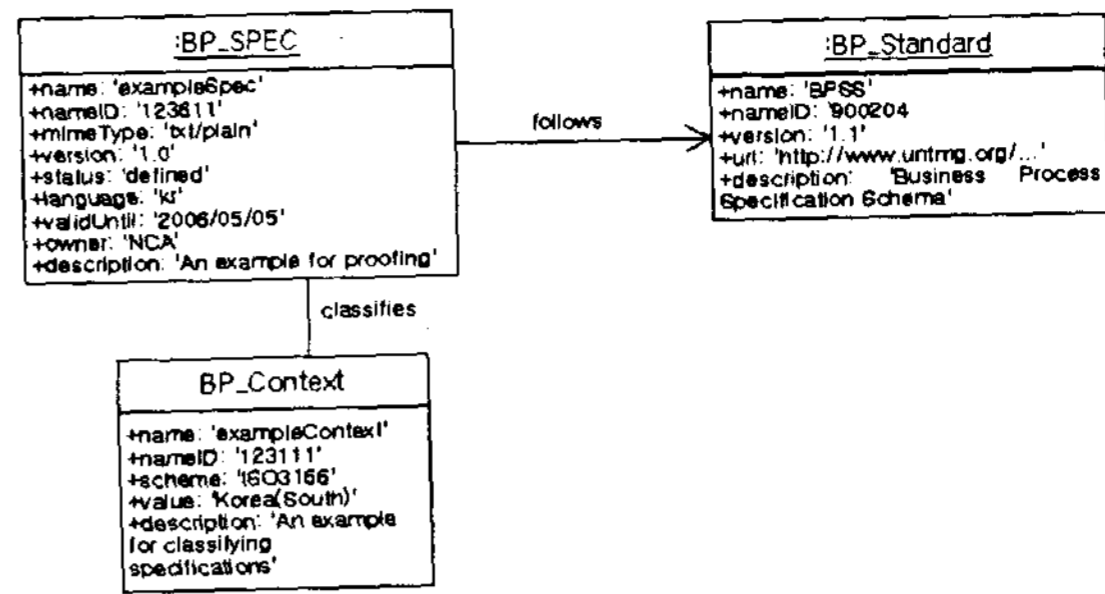 :BP_SPEC
+name: 'exampleSpec'
+nameID: '123611'
+mimeType: 'txt/plain'
+version: '1.0'
+status: 'defined'
+language: 'kr'
+validUntil: '2006/05/05'
+owner: 'NCA'
+description: 'An example for proofing'
follows
:BP_Standard
+name: 'BPSS'
+nameID: '900204
+version: '1.1'
+url: 'http://www.untmg.org/...'
+description: 'Business Process
Specification Schema'
classifies
BP_Context
+name: 'exampleContext'
+nameID: '123111'
+scheme: 'ISO3166'
+value: 'Korea(South)'
+description: 'An example
for classifying
specifications'